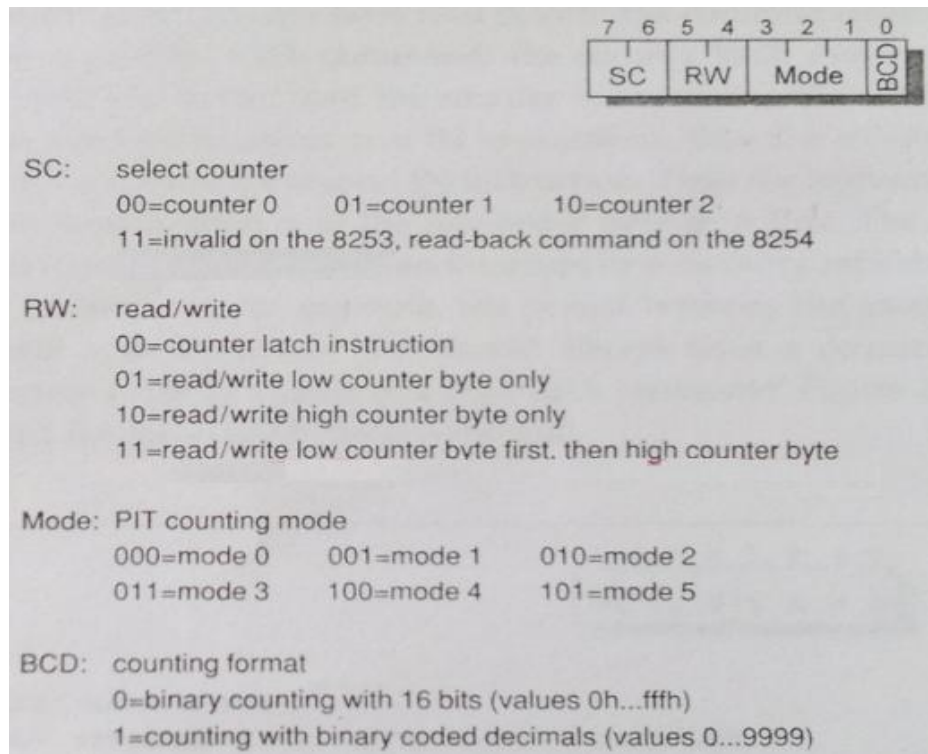 7 6 5 4 3 2 1 0
SC RW Mode BCD
SC: select counter
00=counter 0 01=counter 1 10=counter 2
11=invalid on the 8253, read-back command on the 8254
RW: read/write
00=counter latch instruction
01=read/write low counter byte only
10=read/write high counter byte only
11=read/write low counter byte first. then high counter byte
Mode: PIT counting mode
000=mode 0 001=mode 1 010=mode 2
011=mode 3 100=mode 4 101=mode 5
BCD: counting format
0=binary counting with 16 bits (values 0h...fffh)
1=counting with binary coded decimals (values 0...9999)